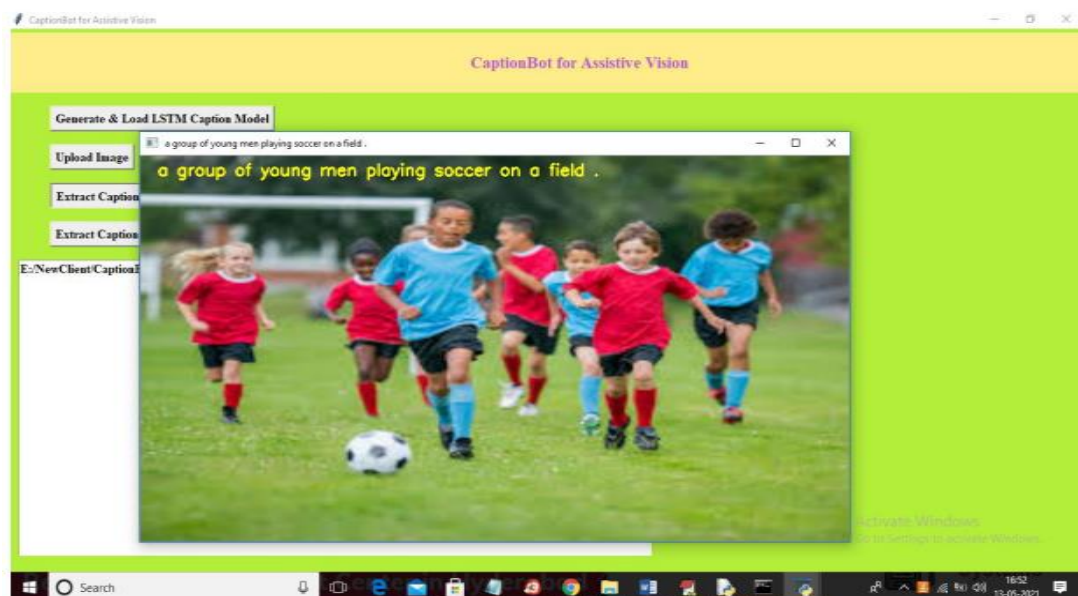 CaptionBot for Assistive Vision
CaptionBot for Assistive Vision
Generate & Load LSTM Caption Model
a group of young men playing soccer on a field .
Upload Image
a group of young men playing soccer on a field .
Extract Caption
Extract Caption
E:/NewClient/Caption
Activate Windows
Go to Settings to activate Windows.
Search
16:52
13-05-2021